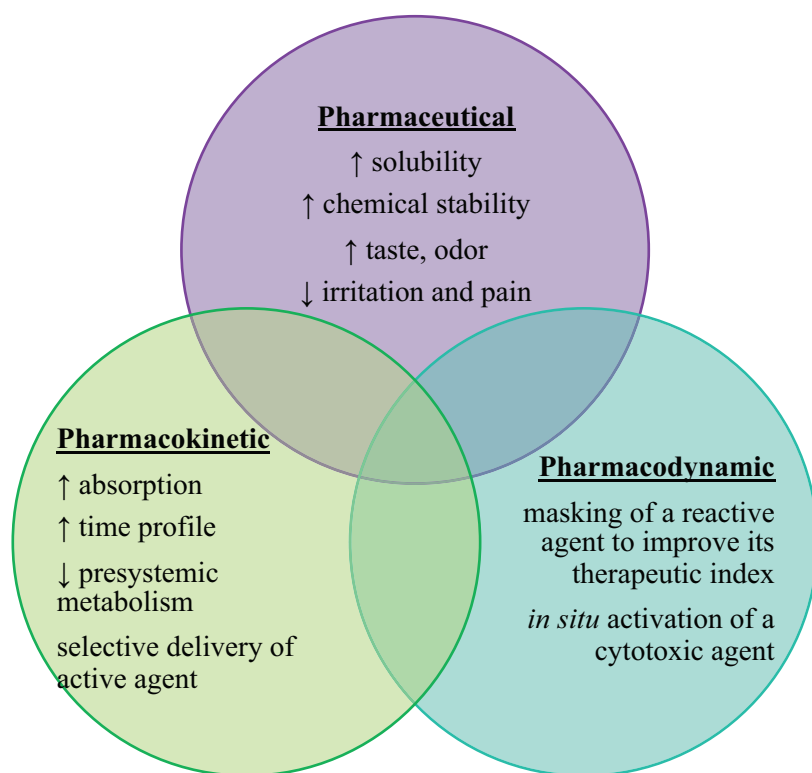 Pharmaceutical
↑ solubility
↑ chemical stability
↑ taste, odor
↓ irritation and pain
Pharmacokinetic
↑ absorption
↑ time profile
↓ presystemic
metabolism
selective delivery of
active agent
Pharmacodynamic
masking of a reactive
agent to improve its
therapeutic index
in situ activation of a
cytotoxic agent